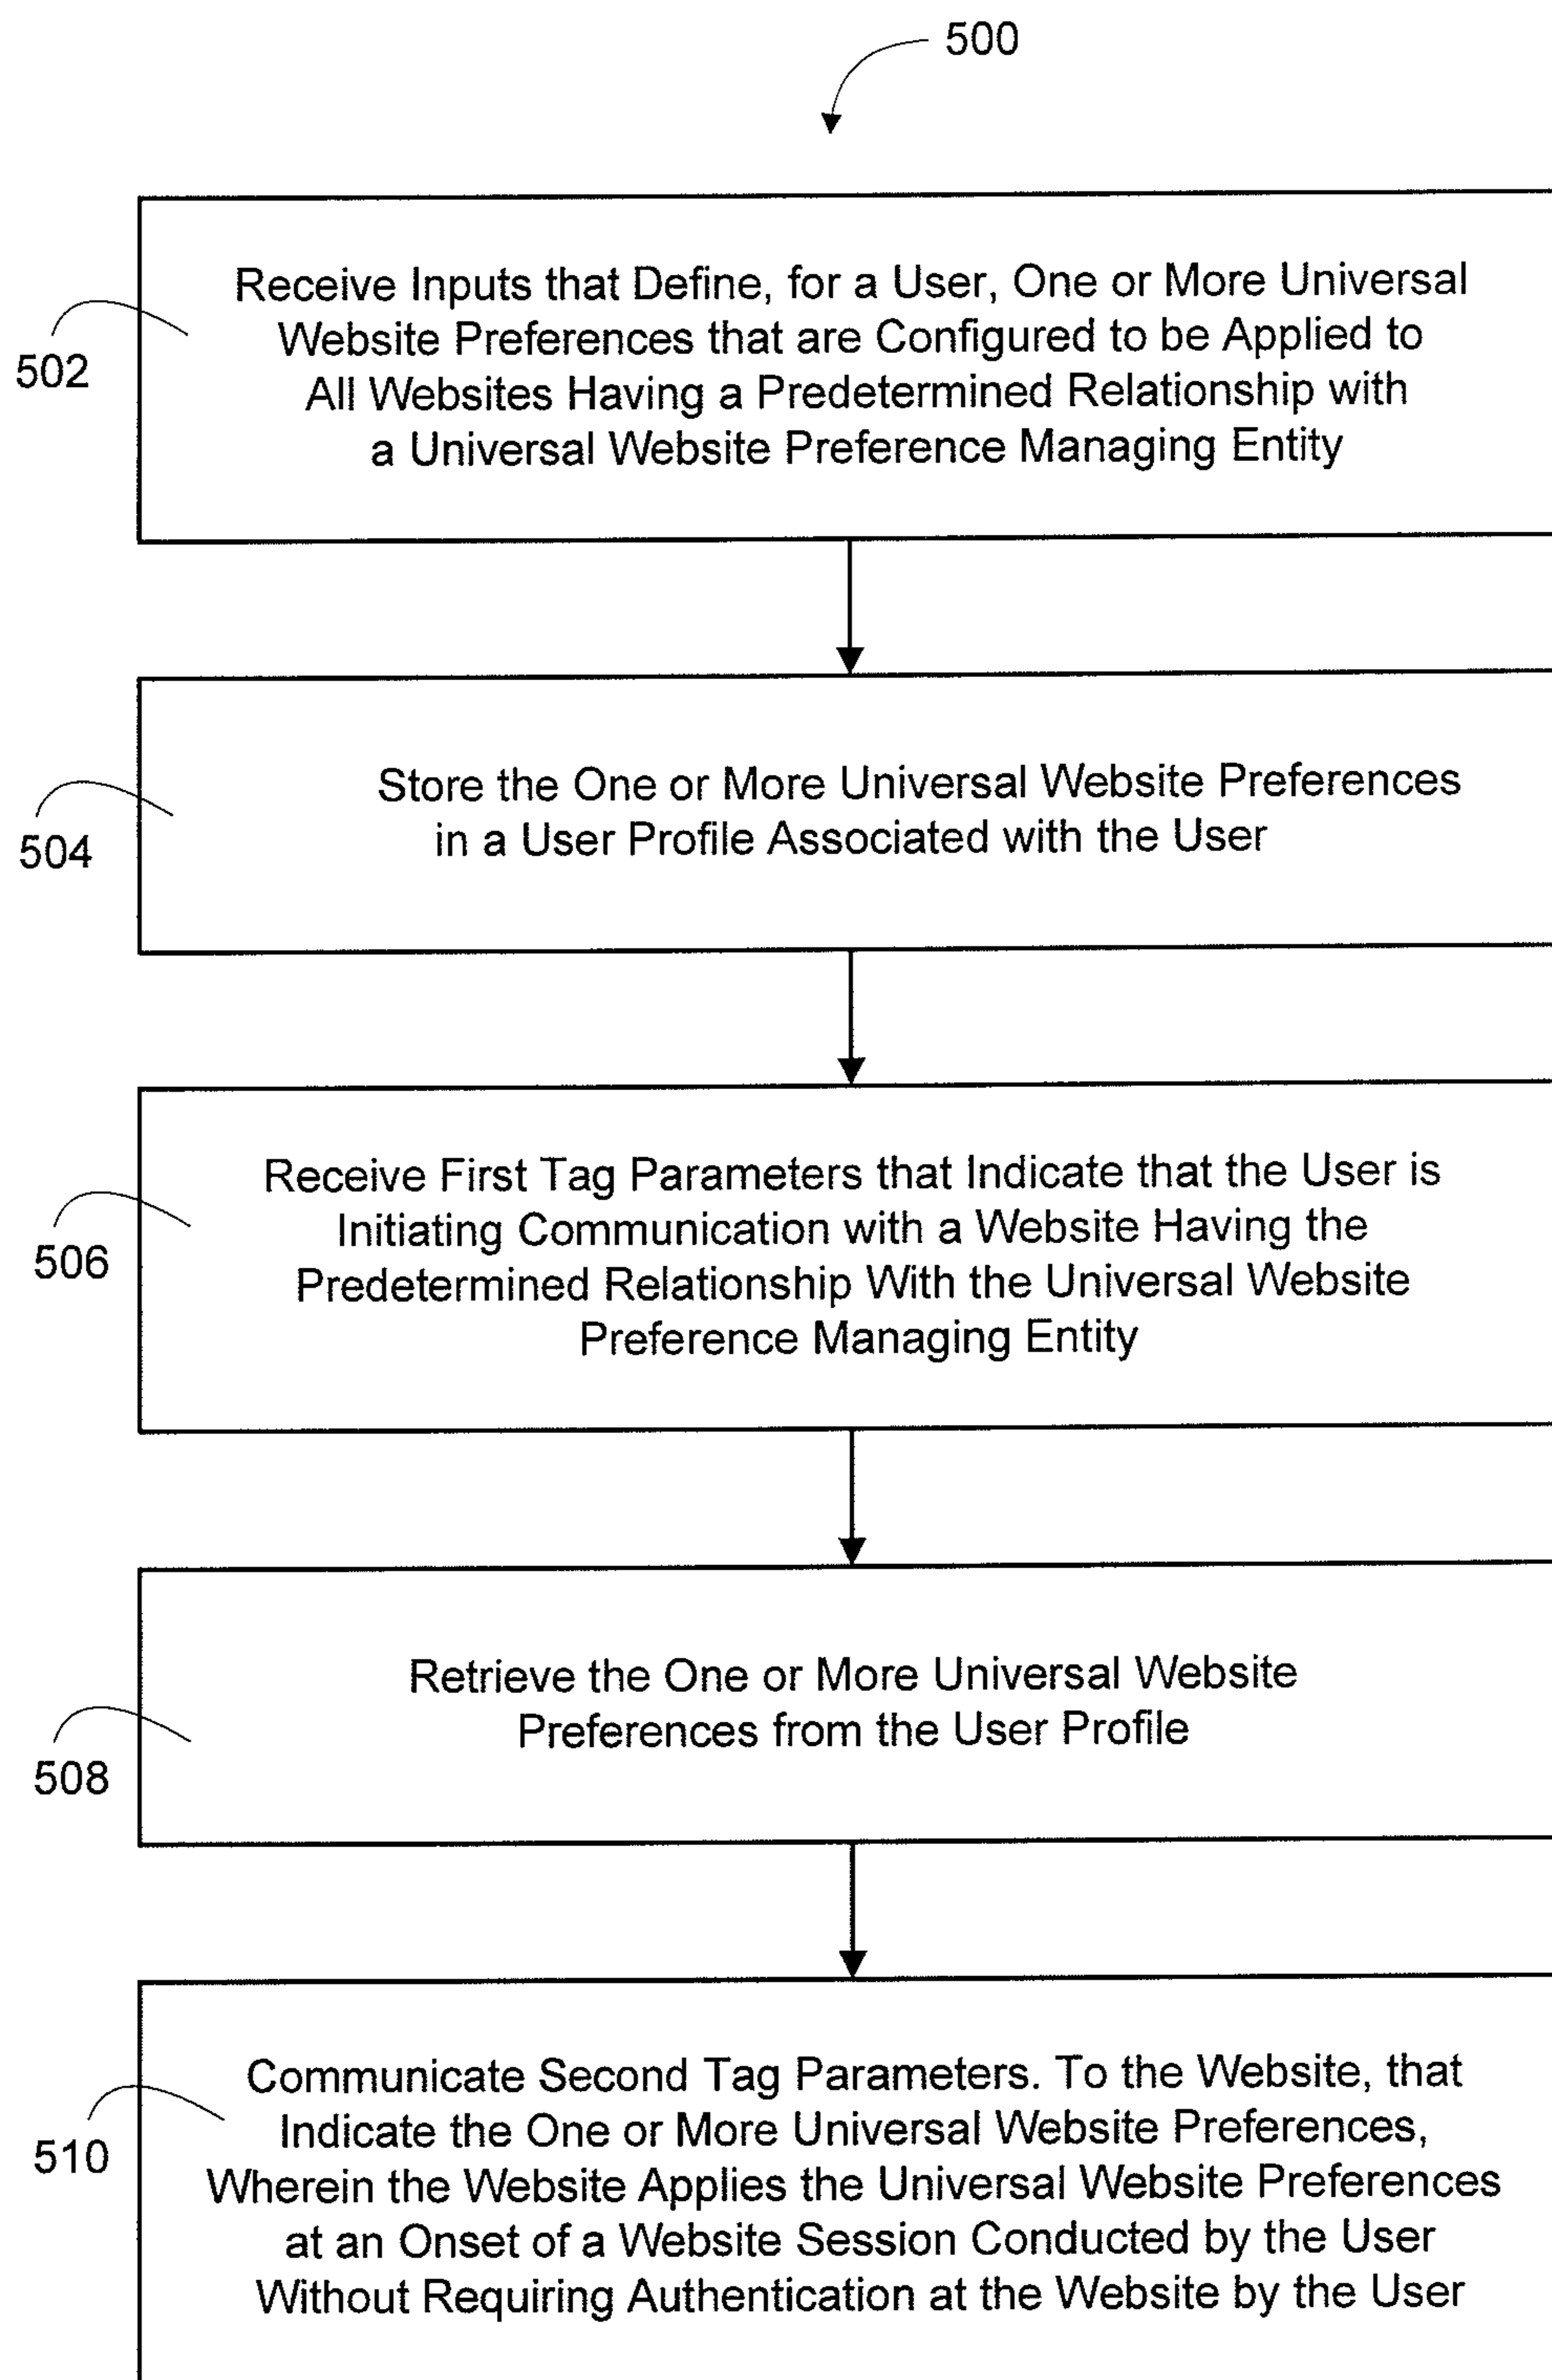 500
Receive Inputs that Define, for a User, One or More Universal
Website Preferences that are Configured to be Applied to
All Websites Having a Predetermined Relationship with
a Universal Website Preference Managing Entity
502
Store the One or More Universal Website Preferences
in a User Profile Associated with the User
504
Receive First Tag Parameters that Indicate that the User is
Initiating Communication with a Website Having the
Predetermined Relationship With the Universal Website
Preference Managing Entity
506
Retrieve the One or More Universal Website
Preferences from the User Profile
508
Communicate Second Tag Parameters. To the Website, that
Indicate the One or More Universal Website Preferences,
Wherein the Website Applies the Universal Website Preferences
at an Onset of a Website Session Conducted by the User
Without Requiring Authentication at the Website by the User
510